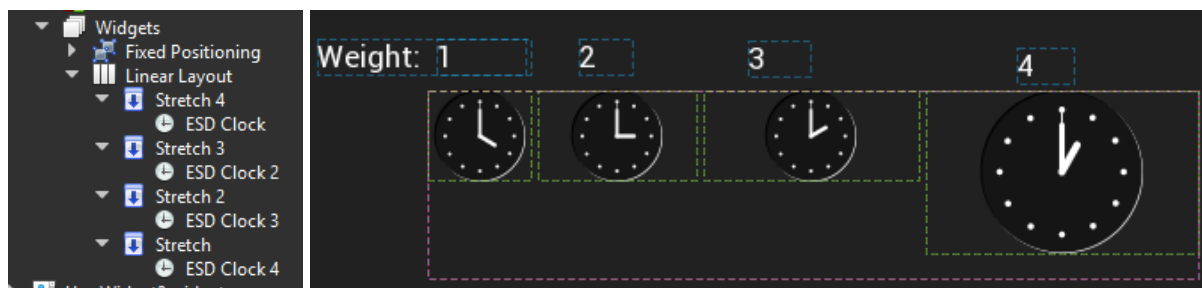 Widgets
Fixed Positioning
Linear Layout
Stretch 4
ESD Clock
Stretch 3
ESD Clock 2
Stretch 2
ESD Clock 3
Stretch
ESD Clock 4
Weight: 1 2 3 4